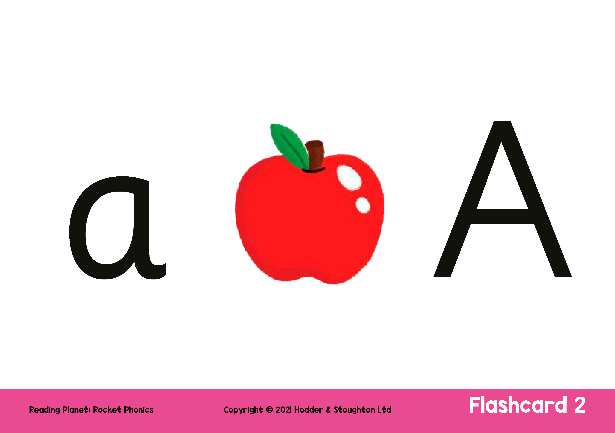 a A
Reading Planet: Rocket Phonics Copyright © 2021 Hodder & Stoughton Ltd Flashcard 2